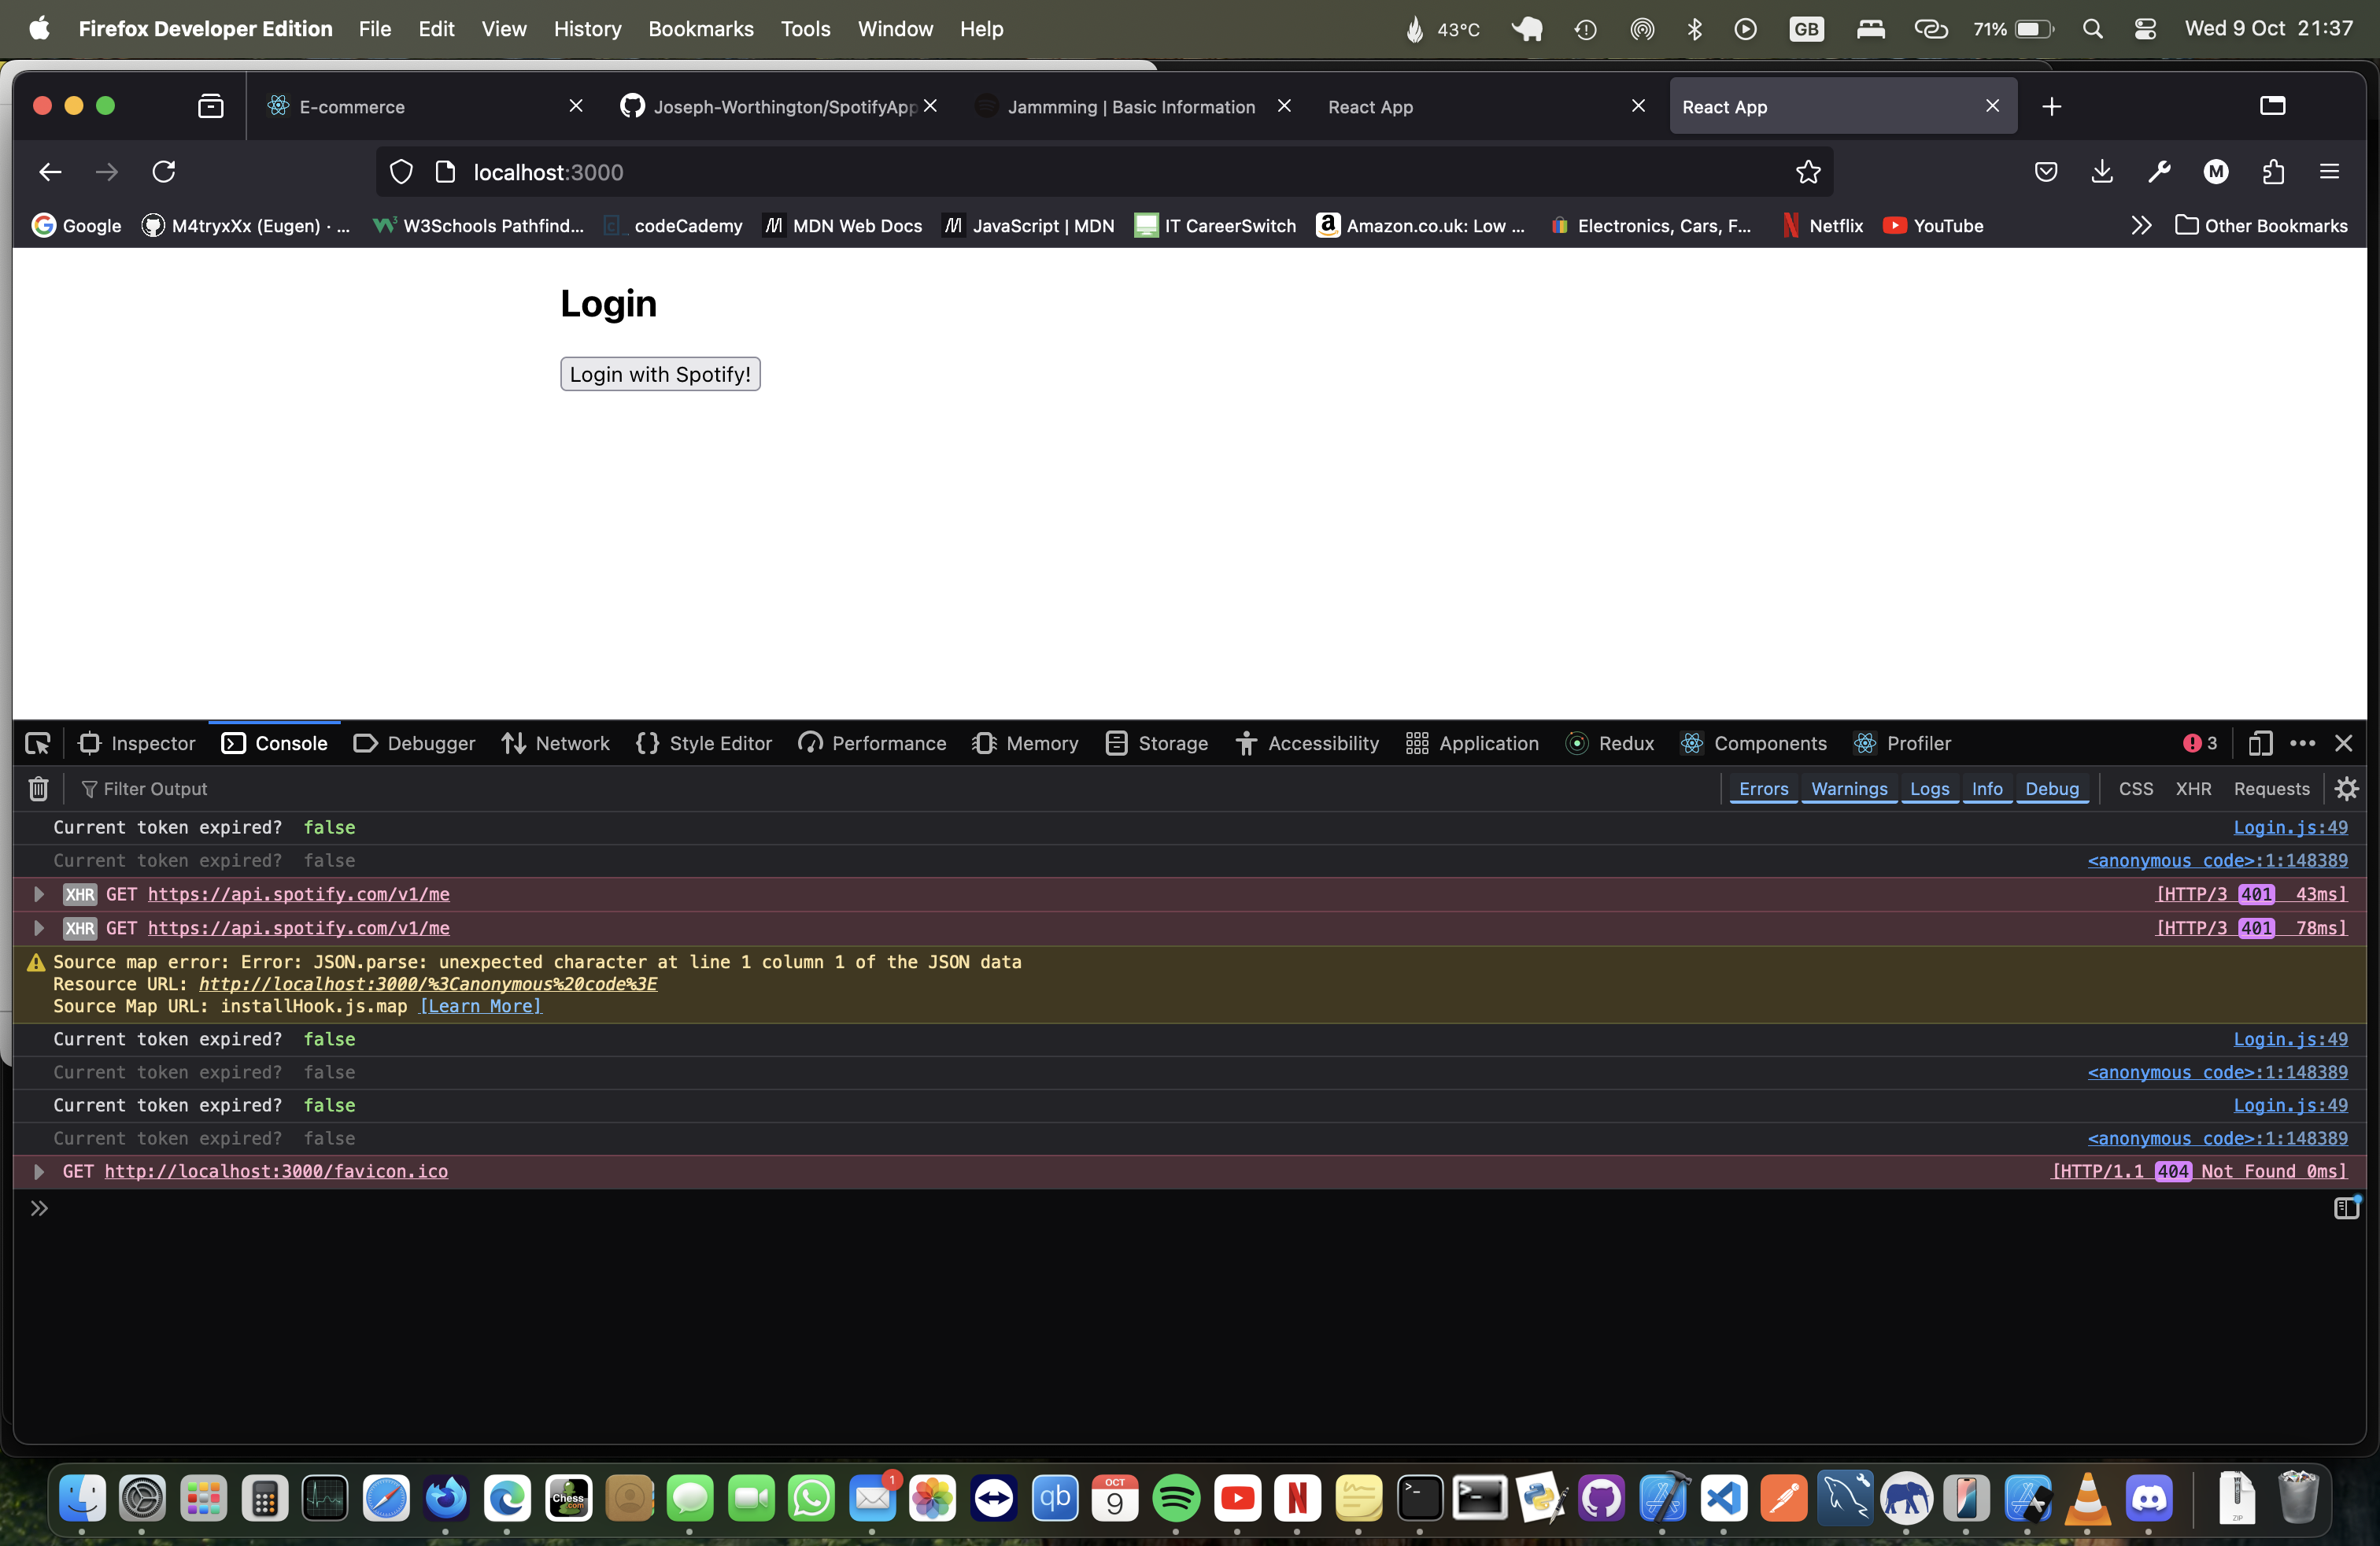 Firefox Developer Edition File Edit View History Bookmarks Tools Window Help 43°C GB 71% Wed 9 Oct 21:37
E-commerce Joseph-Worthington/SpotifyApp Jammming | Basic Information React App React App
localhost:3000 M
Google M4tryxXx (Eugen) · ... W3Schools Pathfind... codeCademy MDN Web Docs JavaScript | MDN IT CareerSwitch Amazon.co.uk: Low ... Electronics, Cars, F... Netflix YouTube Other Bookmarks
Login
Login with Spotify!
Inspector Console Debugger Network Style Editor Performance Memory Storage Accessibility Application Redux Components Profiler 3
Filter Output Errors Warnings Logs Info Debug CSS XHR Requests
Current token expired? false Login.js:49
Current token expired? false <anonymous code>:1:148389
XHR GET https://api.spotify.com/v1/me [HTTP/3 401 43ms]
XHR GET https://api.spotify.com/v1/me [HTTP/3 401 78ms]
Source map error: Error: JSON.parse: unexpected character at line 1 column 1 of the JSON data
Resource URL: http://localhost:3000/%3Canonymous%20code%3E
Source Map URL: installHook.js.map [Learn More]
Current token expired? false Login.js:49
Current token expired? false <anonymous code>:1:148389
Current token expired? false Login.js:49
Current token expired? false <anonymous code>:1:148389
GET http://localhost:3000/favicon.ico [HTTP/1.1 404 Not Found 0ms]
Chess.com 1 qb OCT 9 N ZIP